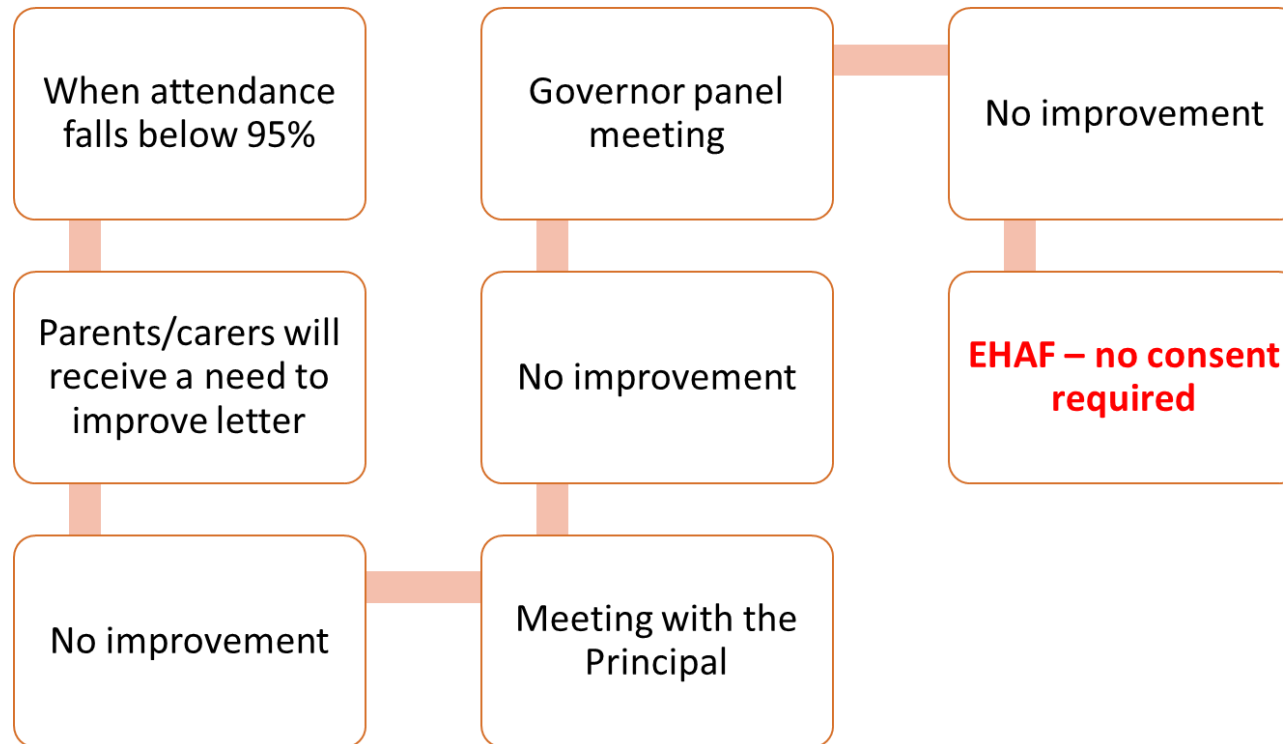 When attendance
falls below 95%
Parents/carers will
receive a need to
improve letter
No improvement
Meeting with the
Principal
No improvement
Governor panel
meeting
No improvement
EHAF – no consent
required